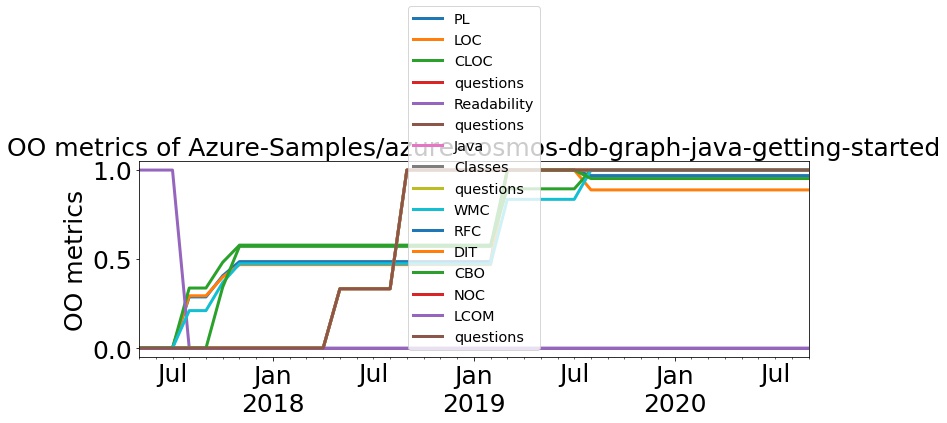 PL
LOC
CLOC
questions
Readability
questions
Java
Classes
questions
WMC
RFC
DIT
CBO
NOC
LCOM
questions
OO metrics of Azure-Samples/azure-cosmos-db-graph-java-getting-started
OO metrics
1.0
0.5
0.0
Jul Jan Jul Jan Jul Jan Jul
2018 2019 2020